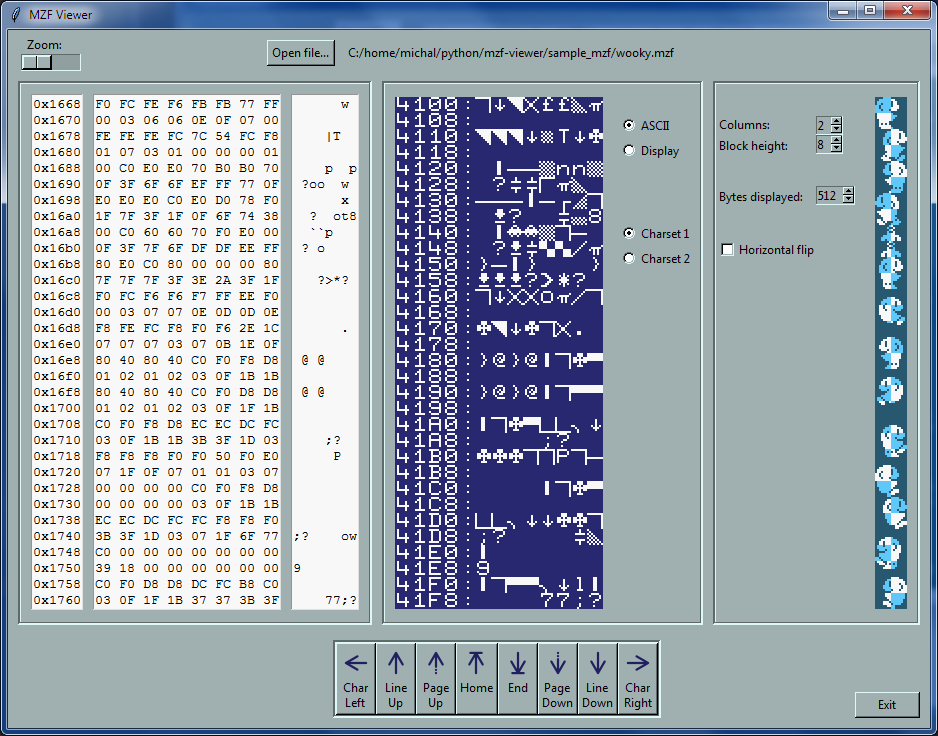 MZF Viewer
Zoom:
Open file...
C:/home/michal/python/mzf-viewer/sample_mzf/wooky.mzf
0x1668 F0 FC FE F6 FB FB 77 FF w
0x1670 00 03 06 06 0E 0F 07 00
0x1678 FE FE FE FC 7C 54 FC F8 |T
0x1680 01 07 03 01 00 00 00 01
0x1688 00 C0 E0 E0 70 B0 B0 70 p p
0x1690 0F 3F 6F 6F EF FF 77 0F ?oo w
0x1698 E0 E0 E0 C0 E0 D0 78 F0 x
0x16a0 1F 7F 3F 1F 0F 6F 74 38 ? ot8
0x16a8 00 C0 60 60 70 F0 E0 00 ``p
0x16b0 0F 3F 7F 6F DF DF EE FF ? o
0x16b8 80 E0 C0 80 00 00 00 80
0x16c0 7F 7F 7F 3F 3E 2A 3F 1F ?>*?
0x16c8 F0 FC F6 F6 F7 FF EE F0
0x16d0 00 03 07 07 0E 0D 0D 0E
0x16d8 F8 FE FC F8 F0 F6 2E 1C .
0x16e0 07 07 07 03 07 0B 1E 0F
0x16e8 80 40 80 40 C0 F0 F8 D8 @ @
0x16f0 01 02 01 02 03 0F 1B 1B
0x16f8 80 40 80 40 C0 F0 D8 D8 @ @
0x1700 01 02 01 02 03 0F 1F 1B
0x1708 C0 F0 F8 D8 EC EC DC FC
0x1710 03 0F 1B 1B 3B 3F 1D 03 ;?
0x1718 F8 F8 F8 F0 F0 50 F0 E0 P
0x1720 07 1F 0F 07 01 01 03 07
0x1728 00 00 00 00 C0 F0 F8 D8
0x1730 00 00 00 00 03 0F 1B 1B
0x1738 EC EC DC FC FC F8 F8 F0
0x1740 3B 3F 1D 03 07 1F 6F 77 ;? ow
0x1748 C0 00 00 00 00 00 00 00
0x1750 39 18 00 00 00 00 00 00 9
0x1758 C0 F0 D8 D8 DC FC B8 C0
0x1760 03 0F 1F 1B 37 37 3B 3F 77;?
4100: ££ π
4108:
4110:
4118:
4120:
4128: ?
4130:
4138: ? 8
4140:
4148: ?
4150:
4158: ? *?
4160:
4168:
4170: .
4178:
4180: @ @
4188:
4190: @ @
4198:
41A0:
41A8: ;?
41B0: P
41B8:
41C0:
41C8:
41D0:
41D8: ;?
41E0:
41E8: 9
41F0:
41F8: 77;?
ASCII
Display
Charset 1
Charset 2
Columns: 2
Block height: 8
Bytes displayed: 512
Horizontal flip
Char Left
Line Up
Page Up
Home
End
Page Down
Line Down
Char Right
Exit